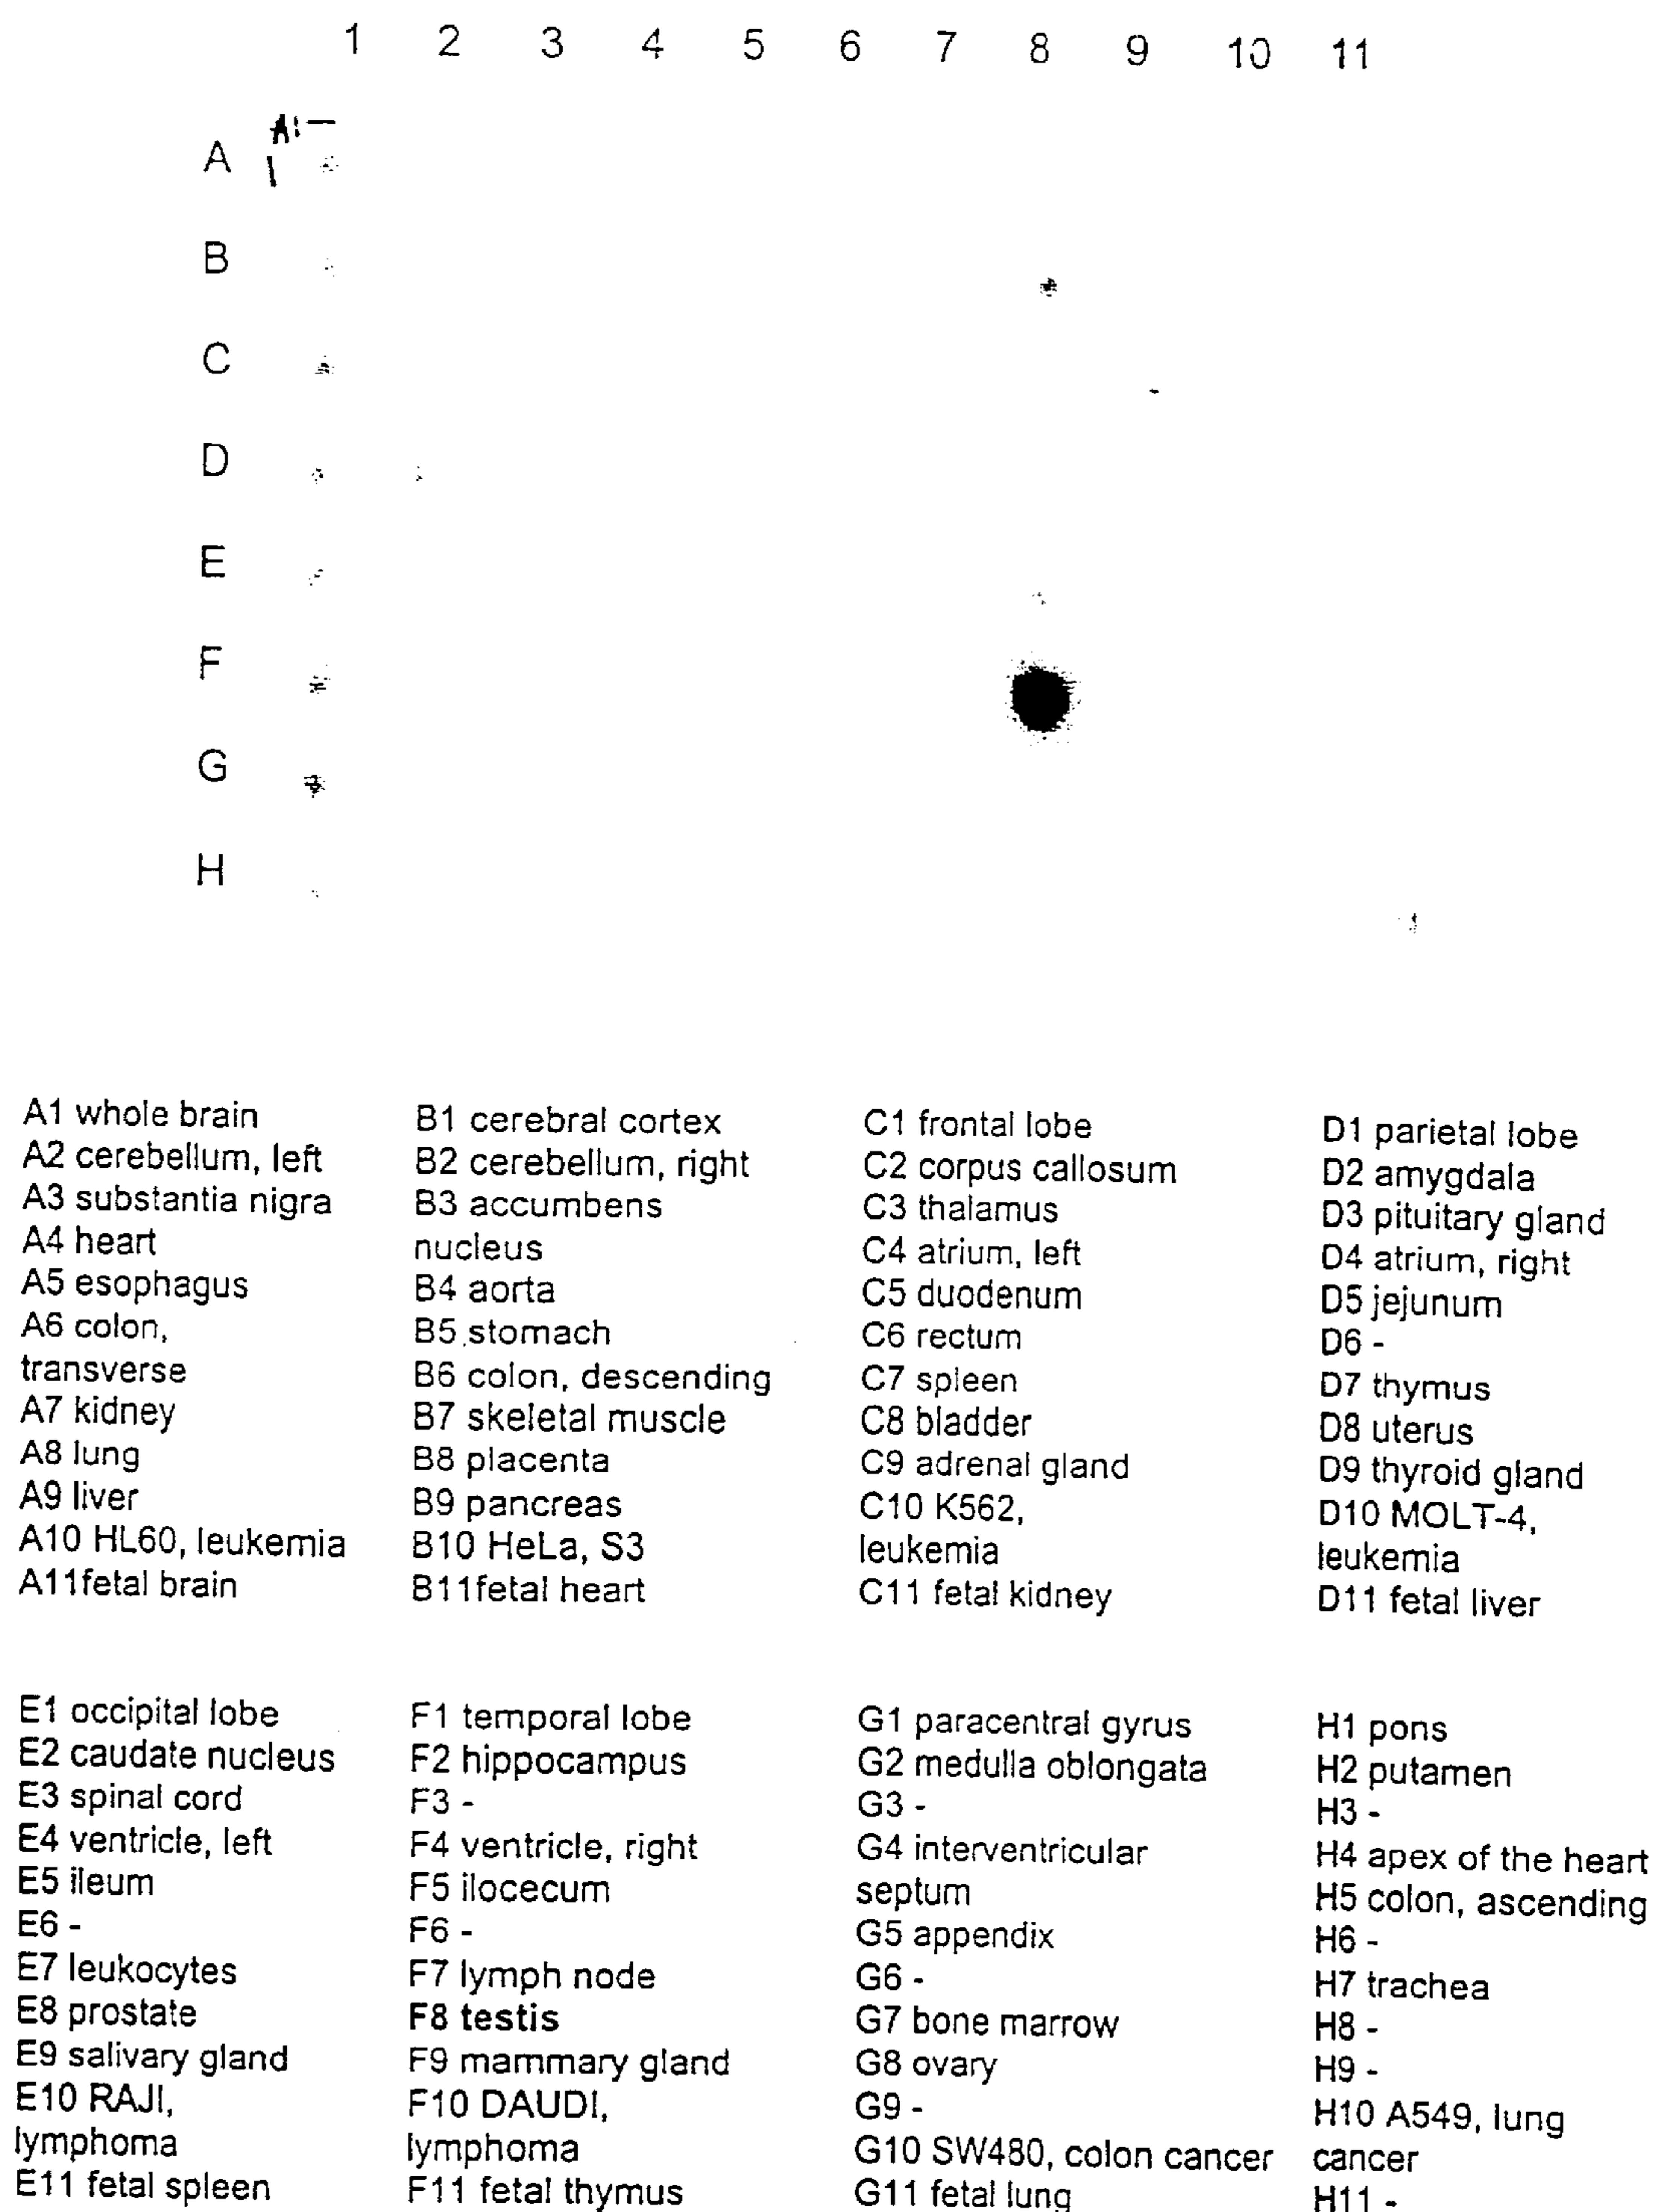 1 2 3 4 5 6 7 8 9 10 11
A
B
C
D
E
F
G
H
A1 whole brain
A2 cerebellum, left
A3 substantia nigra
A4 heart
A5 esophagus
A6 colon,
transverse
A7 kidney
A8 lung
A9 liver
A10 HL60, leukemia
A11fetal brain
B1 cerebral cortex
B2 cerebellum, right
B3 accumbens
nucleus
B4 aorta
B5 stomach
B6 colon, descending
B7 skeletal muscle
B8 placenta
B9 pancreas
B10 HeLa, S3
B11fetal heart
C1 frontal lobe
C2 corpus callosum
C3 thalamus
C4 atrium, left
C5 duodenum
C6 rectum
C7 spleen
C8 bladder
C9 adrenal gland
C10 K562,
leukemia
C11 fetal kidney
D1 parietal lobe
D2 amygdala
D3 pituitary gland
D4 atrium, right
D5 jejunum
D6 -
D7 thymus
D8 uterus
D9 thyroid gland
D10 MOLT-4,
leukemia
D11 fetal liver
E1 occipital lobe
E2 caudate nucleus
E3 spinal cord
E4 ventricle, left
E5 ileum
E6 -
E7 leukocytes
E8 prostate
E9 salivary gland
E10 RAJI,
lymphoma
E11 fetal spleen
F1 temporal lobe
F2 hippocampus
F3 -
F4 ventricle, right
F5 ilocecum
F6 -
F7 lymph node
F8 testis
F9 mammary gland
F10 DAUDI,
lymphoma
F11 fetal thymus
G1 paracentral gyrus
G2 medulla oblongata
G3 -
G4 interventricular
septum
G5 appendix
G6 -
G7 bone marrow
G8 ovary
G9 -
G10 SW480, colon cancer
G11 fetal lung
H1 pons
H2 putamen
H3 -
H4 apex of the heart
H5 colon, ascending
H6 -
H7 trachea
H8 -
H9 -
H10 A549, lung
cancer
H11 -